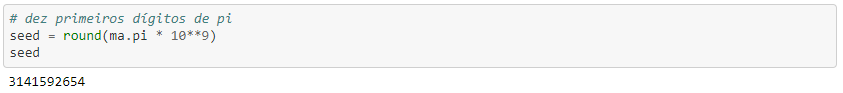 # dez primeiros dígitos de pi
seed = round(ma.pi * 10**9)
seed
3141592654